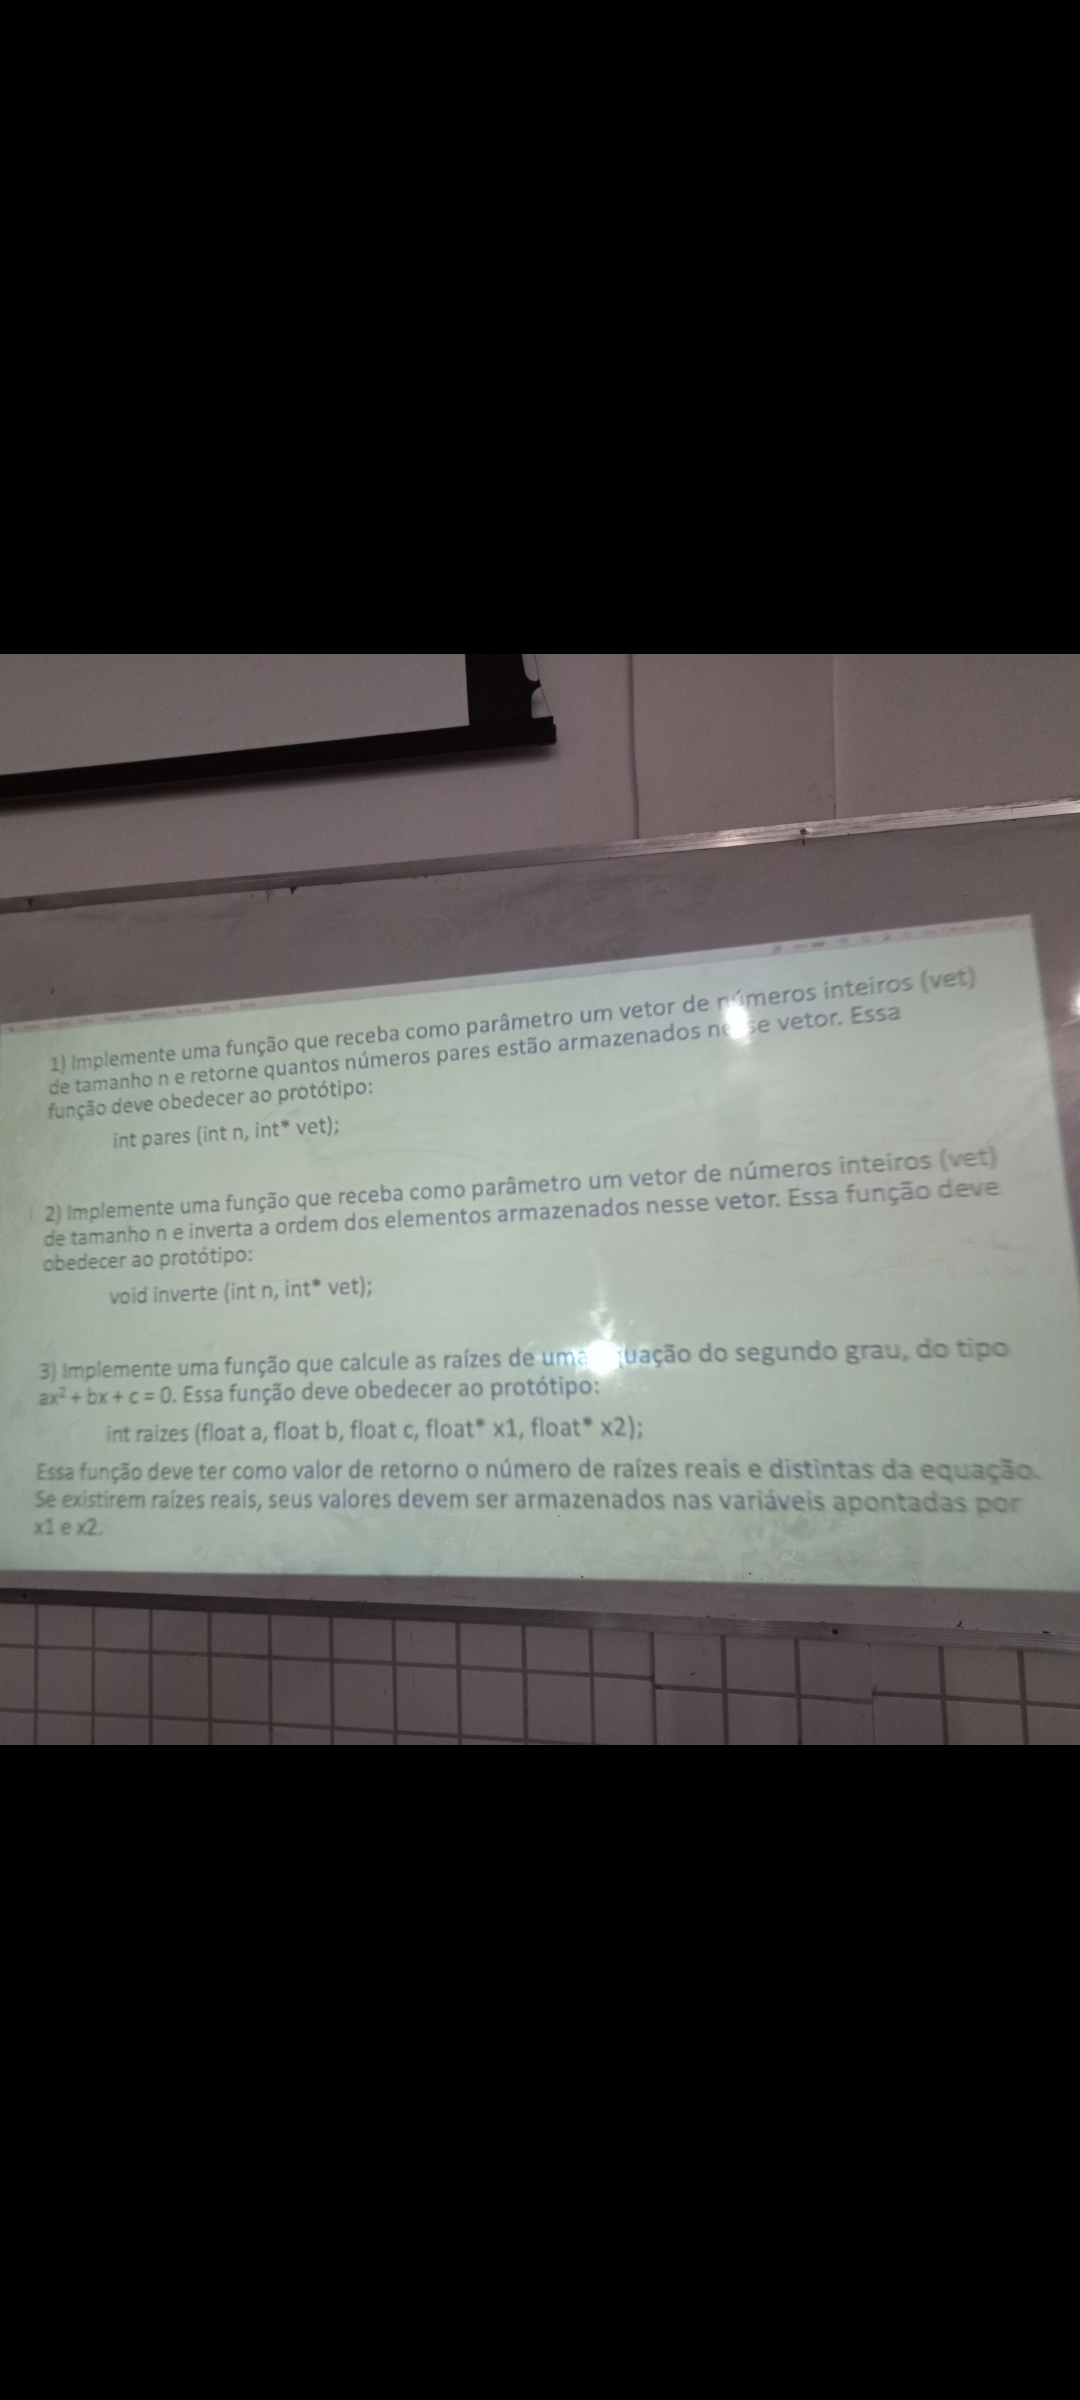 1) Implemente uma função que receba como parâmetro um vetor de números inteiros (vet)
de tamanho n e retorne quantos números pares estão armazenados nesse vetor. Essa
função deve obedecer ao protótipo:
int pares (int n, int* vet);
2) Implemente uma função que receba como parâmetro um vetor de números inteiros (vet)
de tamanho n e inverta a ordem dos elementos armazenados nesse vetor. Essa função deve
obedecer ao protótipo:
void inverte (int n, int* vet);
3) Implemente uma função que calcule as raízes de uma equação do segundo grau, do tipo
ax² + bx + c = 0. Essa função deve obedecer ao protótipo:
int raizes (float a, float b, float c, float* x1, float* x2);
Essa função deve ter como valor de retorno o número de raízes reais e distintas da equação.
Se existirem raízes reais, seus valores devem ser armazenados nas variáveis apontadas por
x1 e x2.